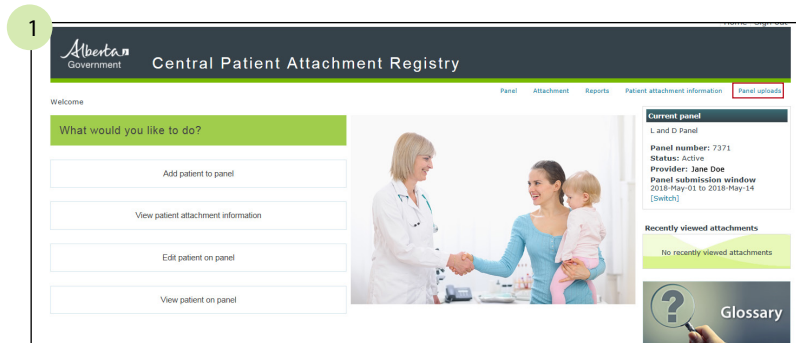 1
Home Sign out
Alberta
Government
Central Patient Attachment Registry
Panel Attachment Reports Patient attachment information Panel uploads
Welcome
What would you like to do?
Add patient to panel
View patient attachment information
Edit patient on panel
View patient on panel
Current panel
L and D Panel
Panel number: 7371
Status: Active
Provider: Jane Doe
Panel submission window
2018-May-01 to 2018-May-14
[Switch]
Recently viewed attachments
No recently viewed attachments
?
Glossary